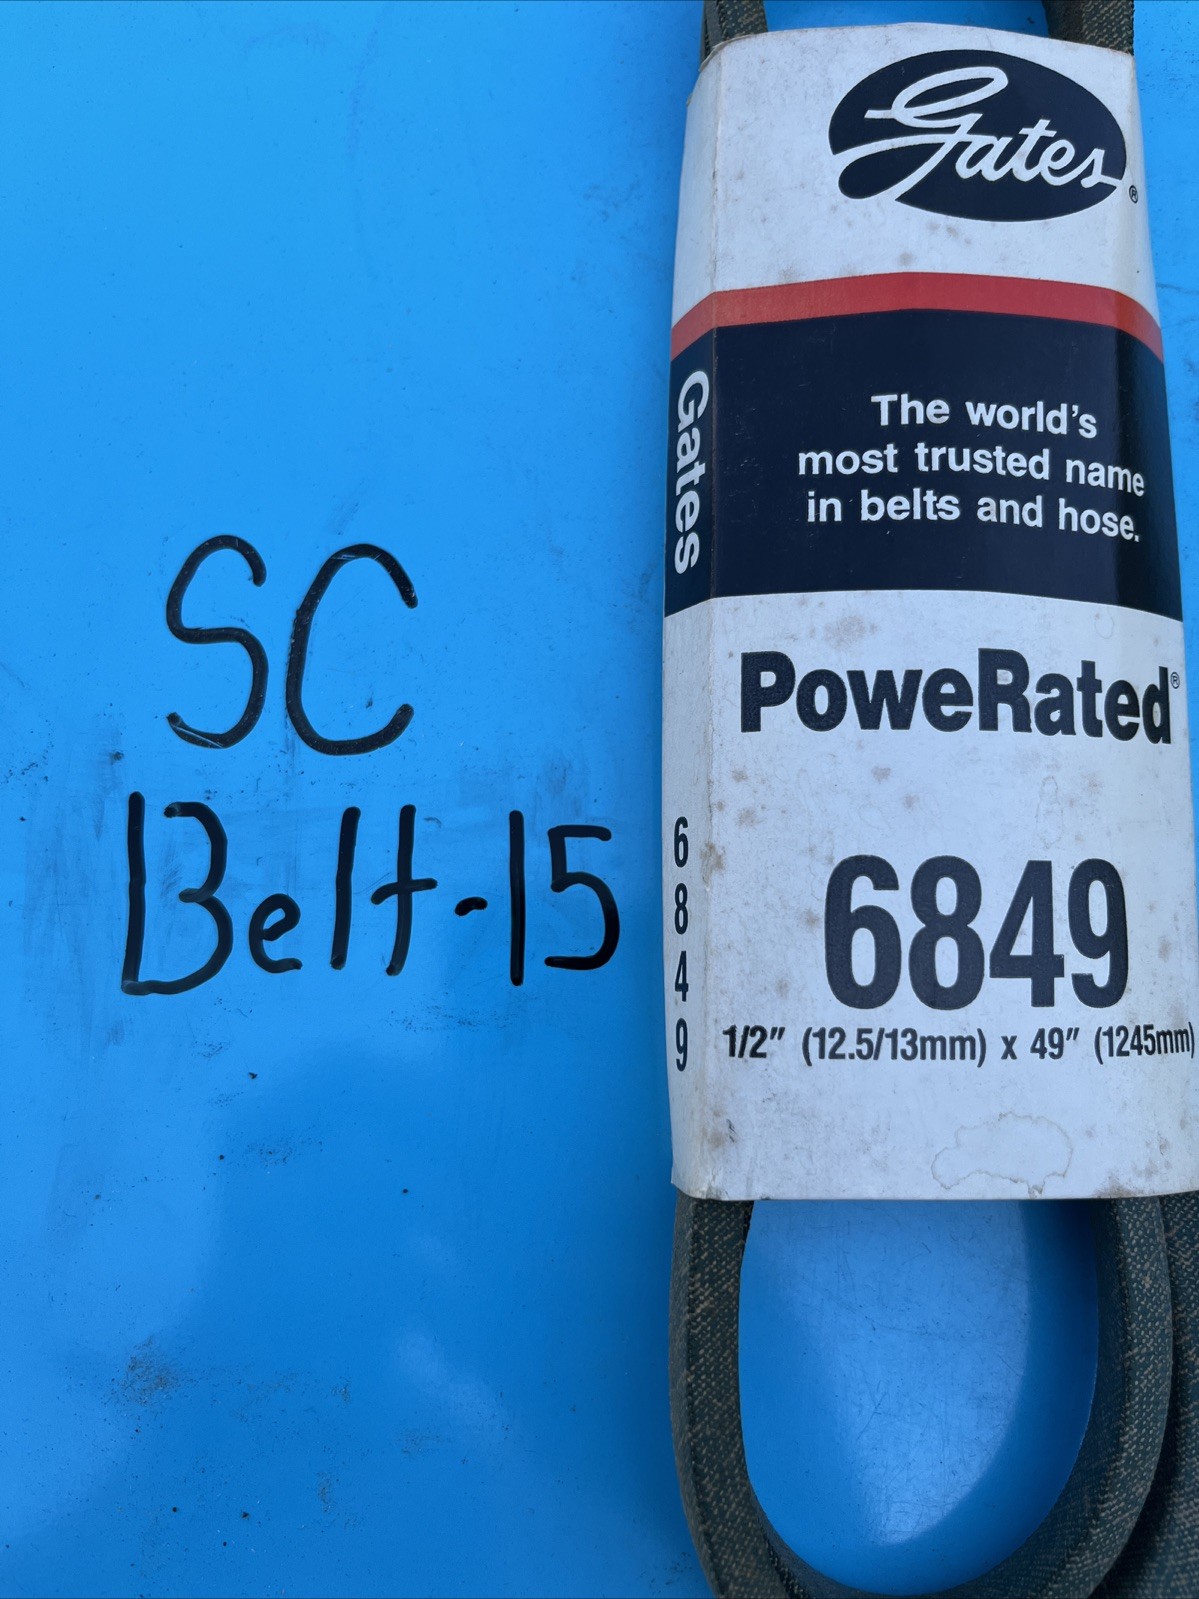 SC
Belt-15
Gates®
Gates
The world's
most trusted name
in belts and hose.
PoweRated®
6849
6849
1/2" (12.5/13mm) x 49" (1245mm)